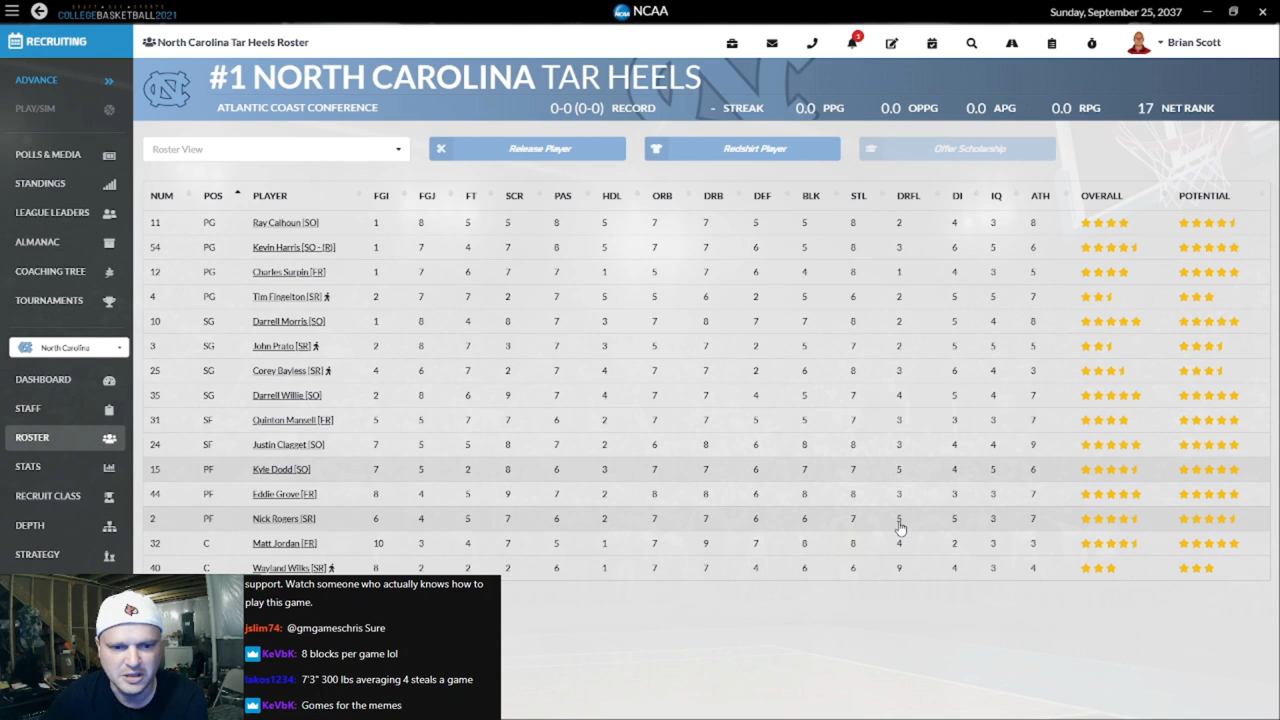 DRAFT DAY SPORTS
COLLEGEBASKETBALL2021
NCAA
Sunday, September 25, 2037
RECRUITING
North Carolina Tar Heels Roster
1
Brian Scott
ADVANCE
#1 NORTH CAROLINA TAR HEELS
PLAY/SIM
ATLANTIC COAST CONFERENCE 0-0 (0-0) RECORD - STREAK 0.0 PPG 0.0 OPPG 0.0 APG 0.0 RPG 17 NET RANK
POLLS & MEDIA
STANDINGS
LEAGUE LEADERS
ALMANAC
COACHING TREE
TOURNAMENTS
North Carolina
DASHBOARD
STAFF
ROSTER
STATS
RECRUIT CLASS
DEPTH
STRATEGY
Roster View Release Player Redshirt Player Offer Scholarship
NUM POS PLAYER FGI FGJ FT SCR PAS HDL ORB DRB DEF BLK STL DRFL DI IQ ATH OVERALL POTENTIAL
11 PG Ray Calhoun [SO] 1 8 5 5 8 5 7 7 5 5 8 2 4 3 8
54 PG Kevin Harris [SO - (R)] 1 7 4 7 8 5 7 7 6 5 8 3 6 5 6
12 PG Charles Surpin [FR] 1 7 6 7 7 1 5 7 6 4 8 1 4 3 5
4 PG Tim Fingelton [SR] 2 7 7 2 7 5 5 6 2 5 6 2 5 5 7
10 SG Darrell Morris [SO] 1 8 4 8 7 3 7 8 7 7 8 2 5 4 8
3 SG John Prato [SR] 2 8 7 3 7 3 5 7 2 5 7 2 5 5 5
25 SG Corey Bayless [SR] 4 6 7 2 7 4 7 7 2 6 8 3 6 4 3
35 SG Darrell Willie [SO] 2 8 6 9 7 4 7 7 4 5 7 4 5 4 7
31 SF Quinton Mansell [FR] 5 5 7 7 7 2 7 7 5 5 7 3 3 3 7
24 SF Justin Clagget [SO] 7 5 5 8 7 2 6 8 6 8 8 3 4 4 9
15 PF Kyle Dodd [SO] 7 5 2 8 6 3 7 7 6 7 7 5 4 5 6
44 PF Eddie Grove [FR] 8 4 5 9 7 2 8 8 6 8 8 3 3 3 7
2 PF Nick Rogers [SR] 6 4 5 7 6 2 7 7 6 6 7 5 5 3 7
32 C Matt Jordan [FR] 10 3 4 7 5 1 7 9 7 8 8 4 2 3 3
40 C Wayland Wilks [SR] 8 2 2 2 6 1 7 7 3 6 6 9 4 3 4
support. Watch someone who actually knows how to
play this game.
jslim74: @gmgameschris Sure
KeVbK: 8 blocks per game lol
lakos1234: 7'3" 300 lbs averaging 4 steals a game
KeVbK: Gomes for the memes